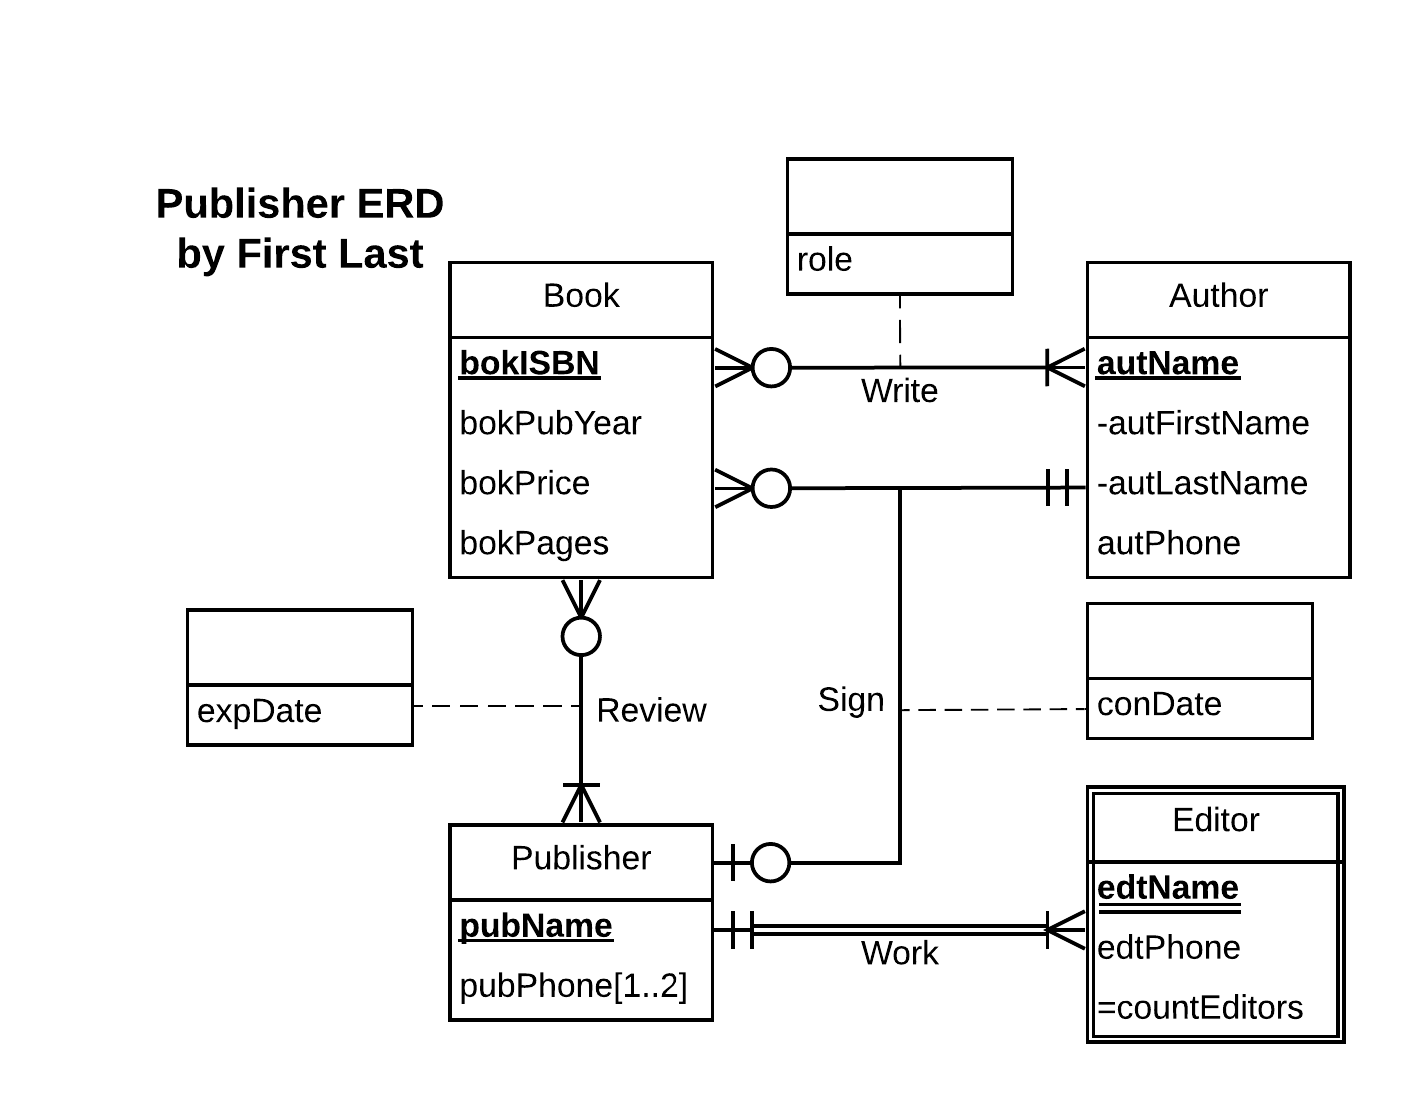 Publisher ERD
by First Last
role
Book
bokISBN
bokPubYear
bokPrice
bokPages
Write
Author
autName
-autFirstName
-autLastName
autPhone
expDate
Review
Sign
conDate
Publisher
pubName
pubPhone[1..2]
Work
Editor
edtName
edtPhone
=countEditors